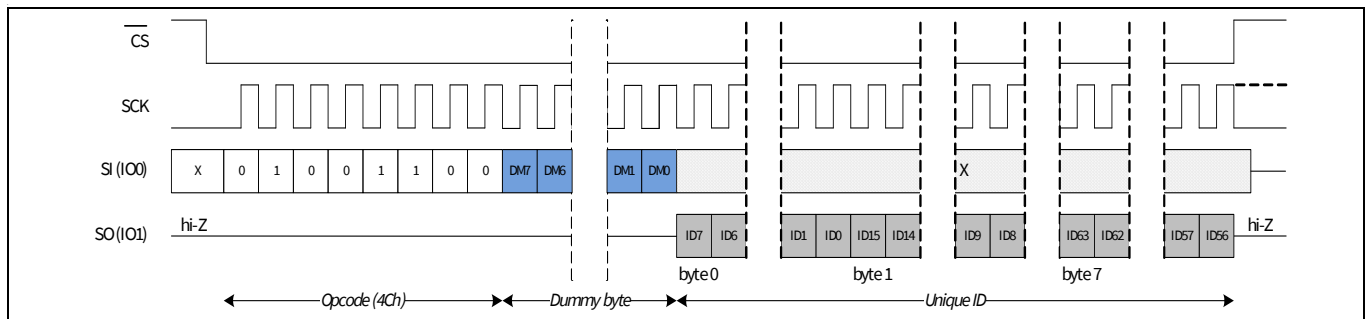 CS
SCK
SI (IO0) X 0 1 0 0 1 1 0 0 DM7 DM6 DM1 DM0 X
SO (IO1) hi-Z ID7 ID6 ID1 ID0 ID15 ID14 ID9 ID8 ID63 ID62 ID57 ID56 hi-Z
byte 0 byte 1 byte 7
Opcode (4Ch) Dummy byte Unique ID